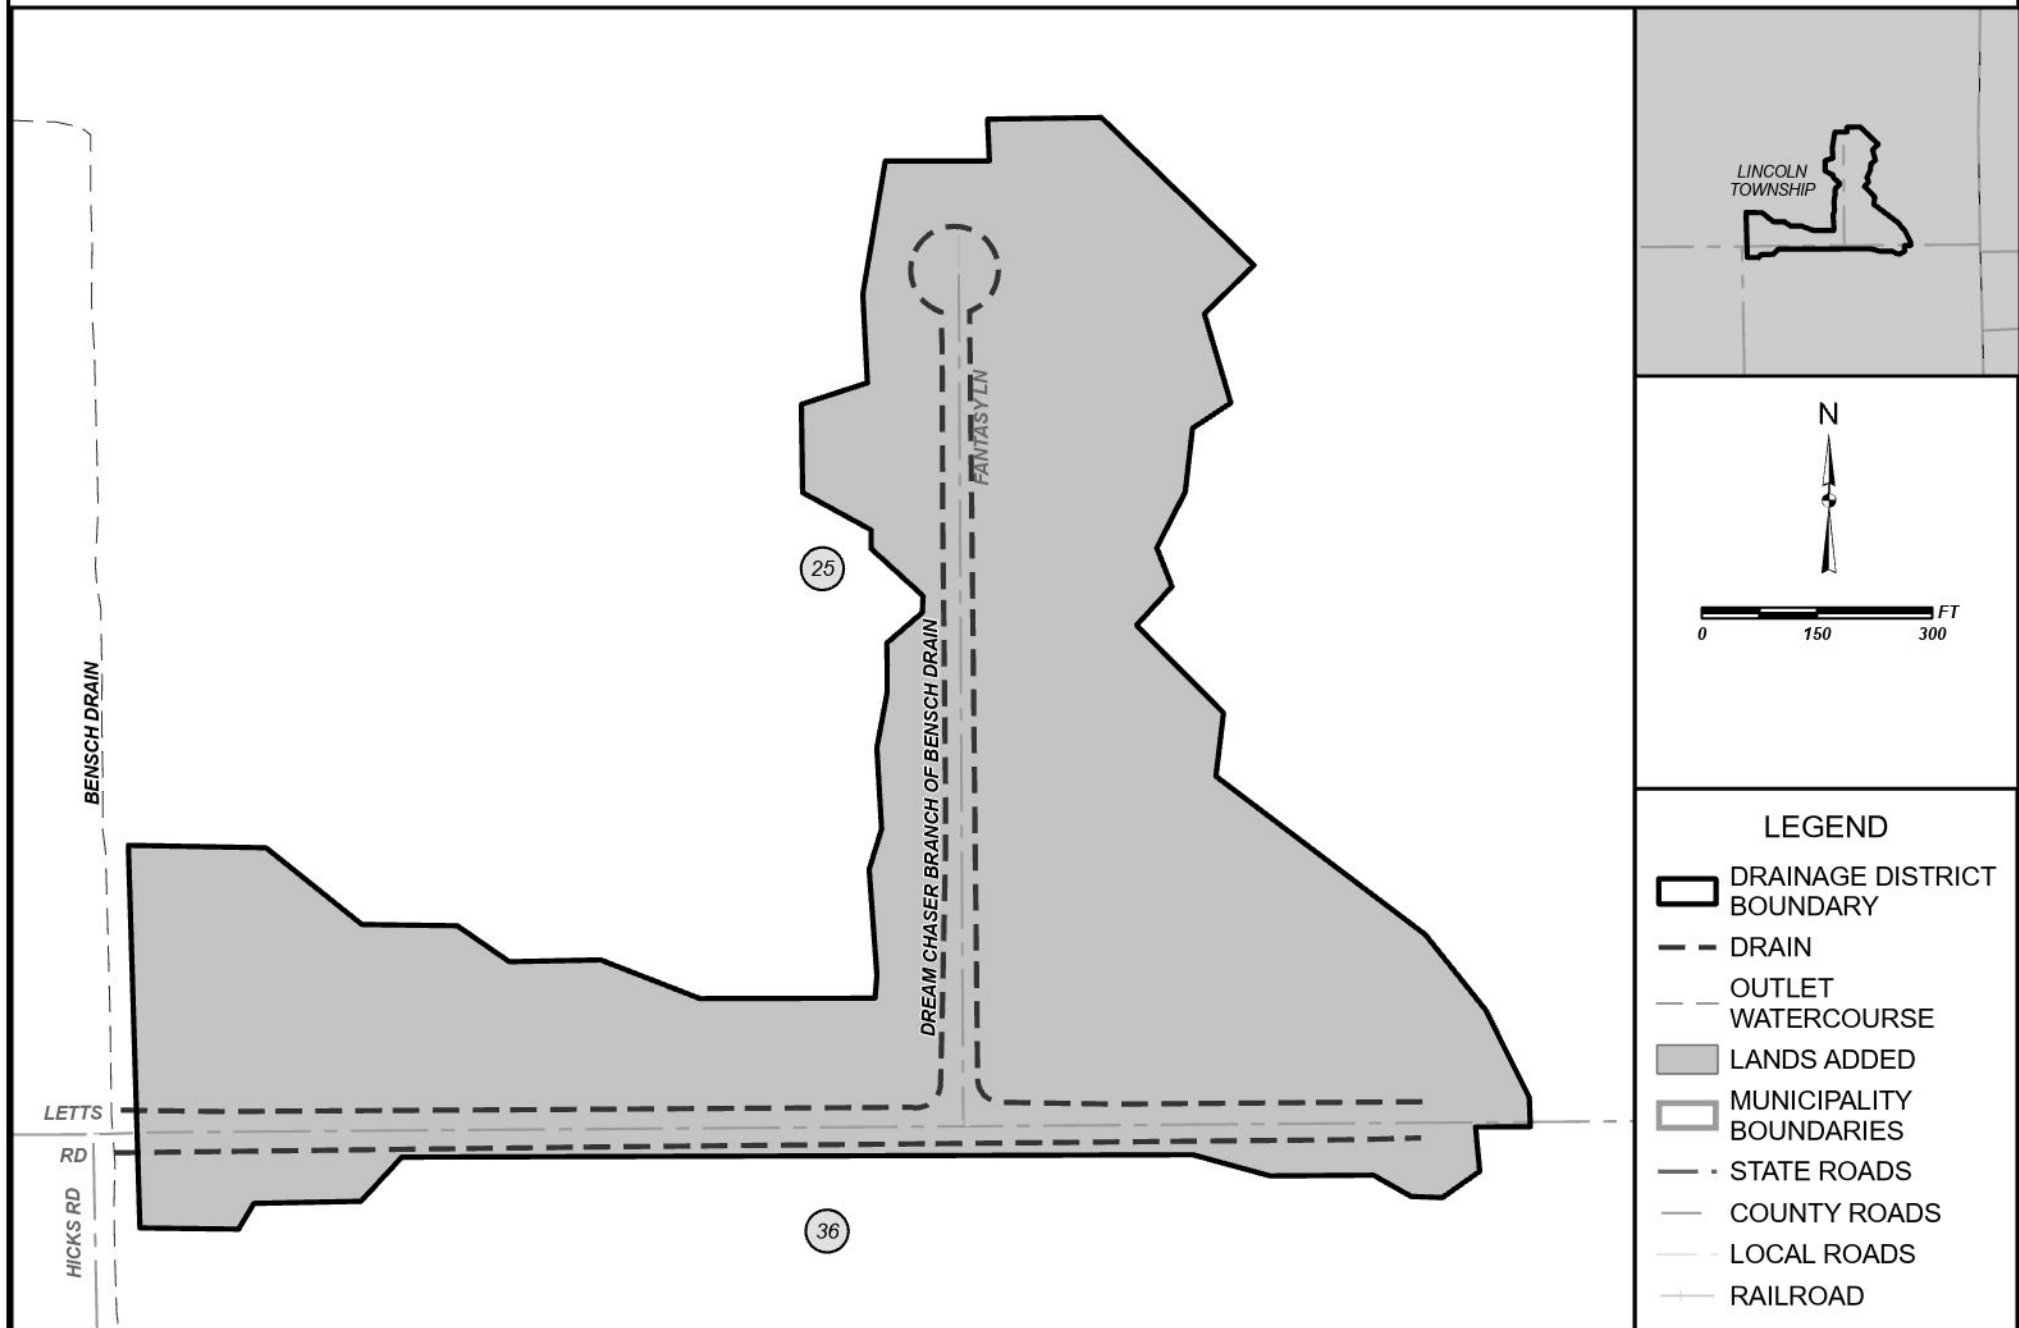 BENSCH DRAIN
FANTASY LN
25
DREAM CHASER BRANCH OF BENSCH DRAIN
LETTS
RD
HICKS RD
36
LINCOLN
TOWNSHIP
N
FT
0 150 300
LEGEND
DRAINAGE DISTRICT
BOUNDARY
DRAIN
OUTLET
WATERCOURSE
LANDS ADDED
MUNICIPALITY
BOUNDARIES
STATE ROADS
COUNTY ROADS
LOCAL ROADS
RAILROAD